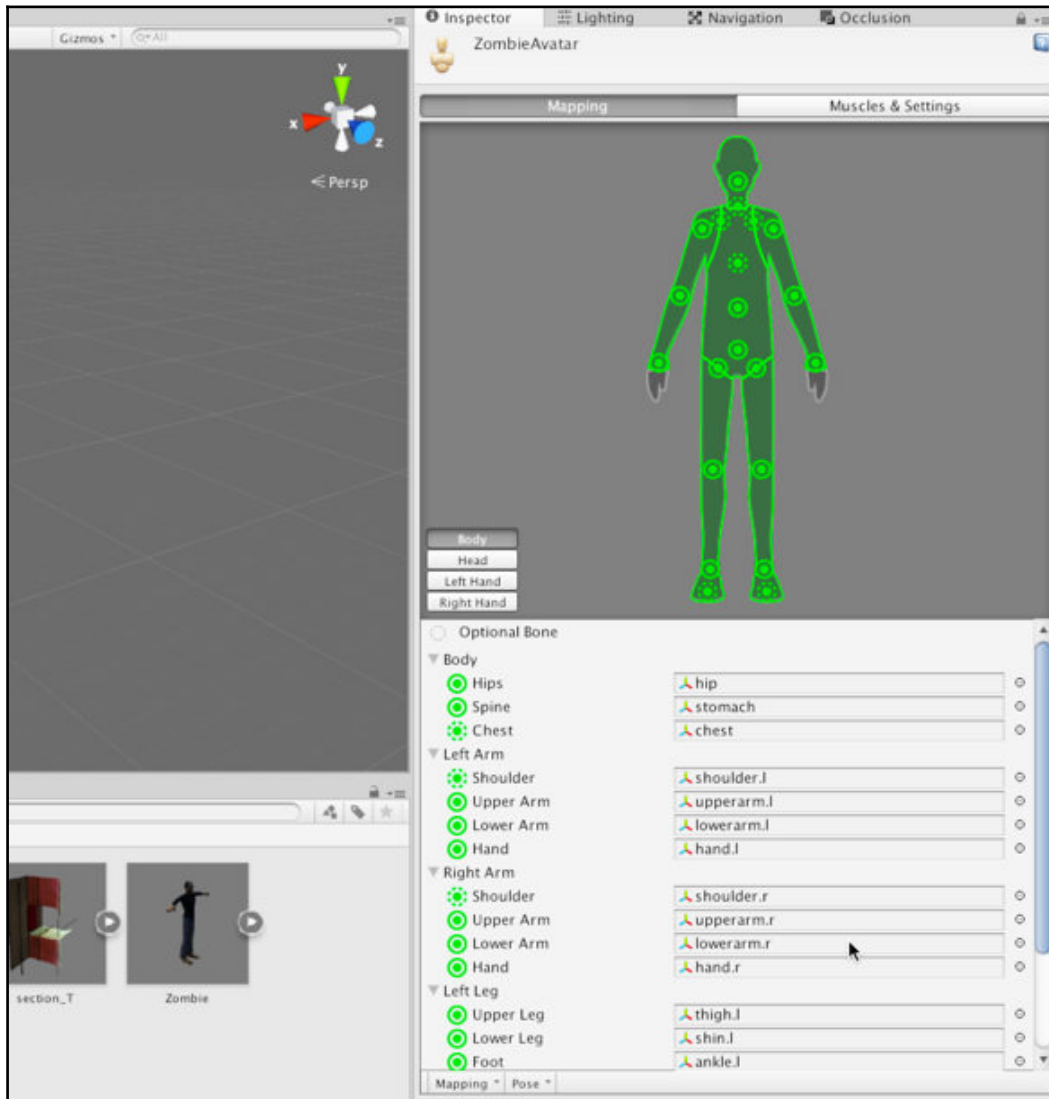 Inspector Lighting Navigation Occlusion
Gizmos All
ZombieAvatar
Mapping Muscles & Settings
y
x
z
Persp
Body
Head
Left Hand
Right Hand
Optional Bone
Body
Hips hip
Spine stomach
Chest chest
Left Arm
Shoulder shoulder.l
Upper Arm upperarm.l
Lower Arm lowerarm.l
Hand hand.l
Right Arm
Shoulder shoulder.r
Upper Arm upperarm.r
Lower Arm lowerarm.r
Hand hand.r
Left Leg
Upper Leg thigh.l
Lower Leg shin.l
Foot ankle.l
section_T Zombie
Mapping Pose